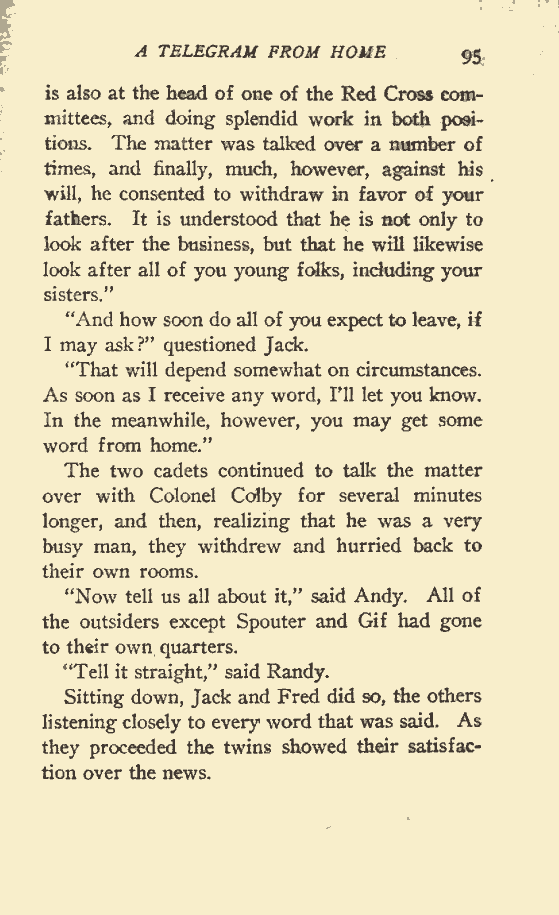 A TELEGRAM FROM HOME 95
is also at the head of one of the Red Cross com-
mittees, and doing splendid work in both posi-
tions. The matter was talked over a number of
times, and finally, much, however, against his
will, he consented to withdraw in favor of your
fathers. It is understood that he is not only to
look after the business, but that he will likewise
look after all of you young folks, including your
sisters."
"And how soon do all of you expect to leave, if
I may ask?" questioned Jack.
"That will depend somewhat on circumstances.
As soon as I receive any word, I'll let you know.
In the meanwhile, however, you may get some
word from home."
The two cadets continued to talk the matter
over with Colonel Colby for several minutes
longer, and then, realizing that he was a very
busy man, they withdrew and hurried back to
their own rooms.
"Now tell us all about it," said Andy. All of
the outsiders except Spouter and Gif had gone
to their own quarters.
"Tell it straight," said Randy.
Sitting down, Jack and Fred did so, the others
listening closely to every word that was said. As
they proceeded the twins showed their satisfac-
tion over the news.